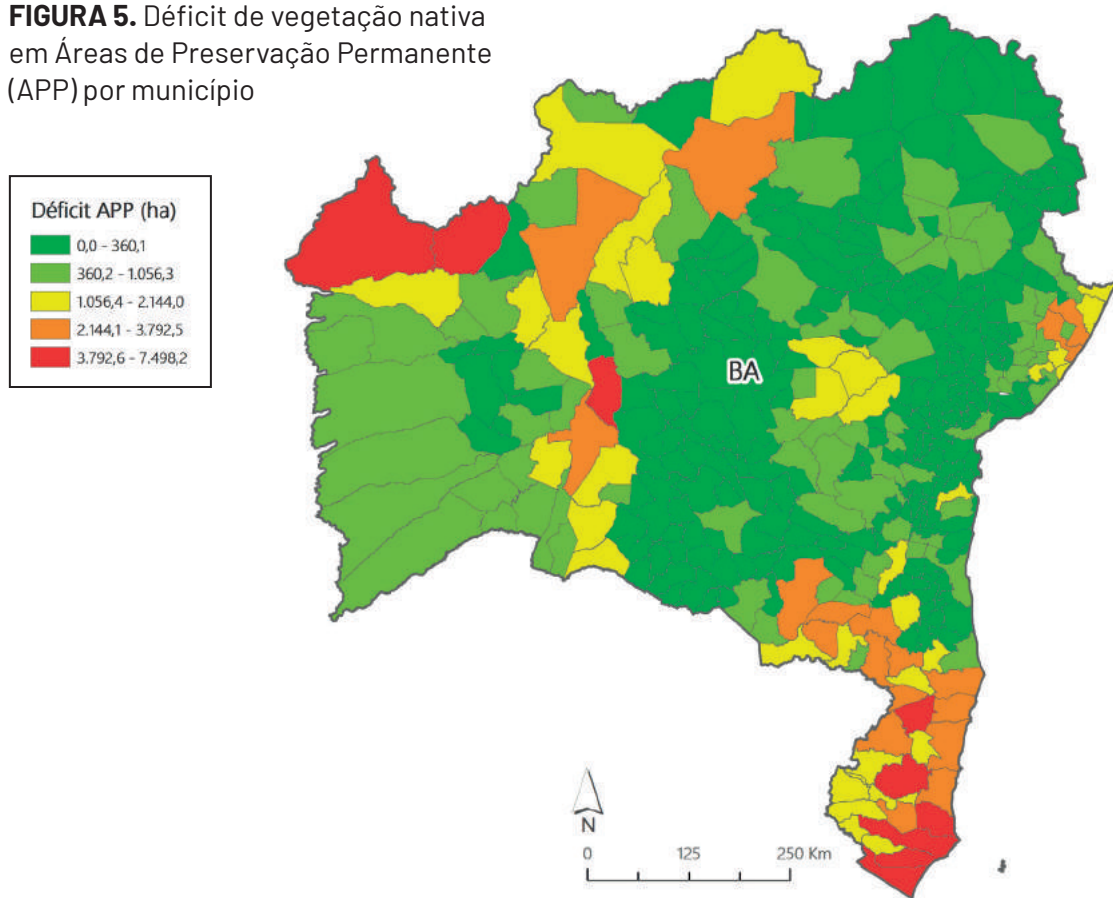 FIGURA 5. Déficit de vegetação nativa
em Áreas de Preservação Permanente
(APP) por município
Déficit APP (ha)
0,0 - 360,1
360,2 - 1.056,3
1.056,4 - 2.144,0
2.144,1 - 3.792,5
3.792,6 - 7.498,2
BA
N
0 125 250 Km